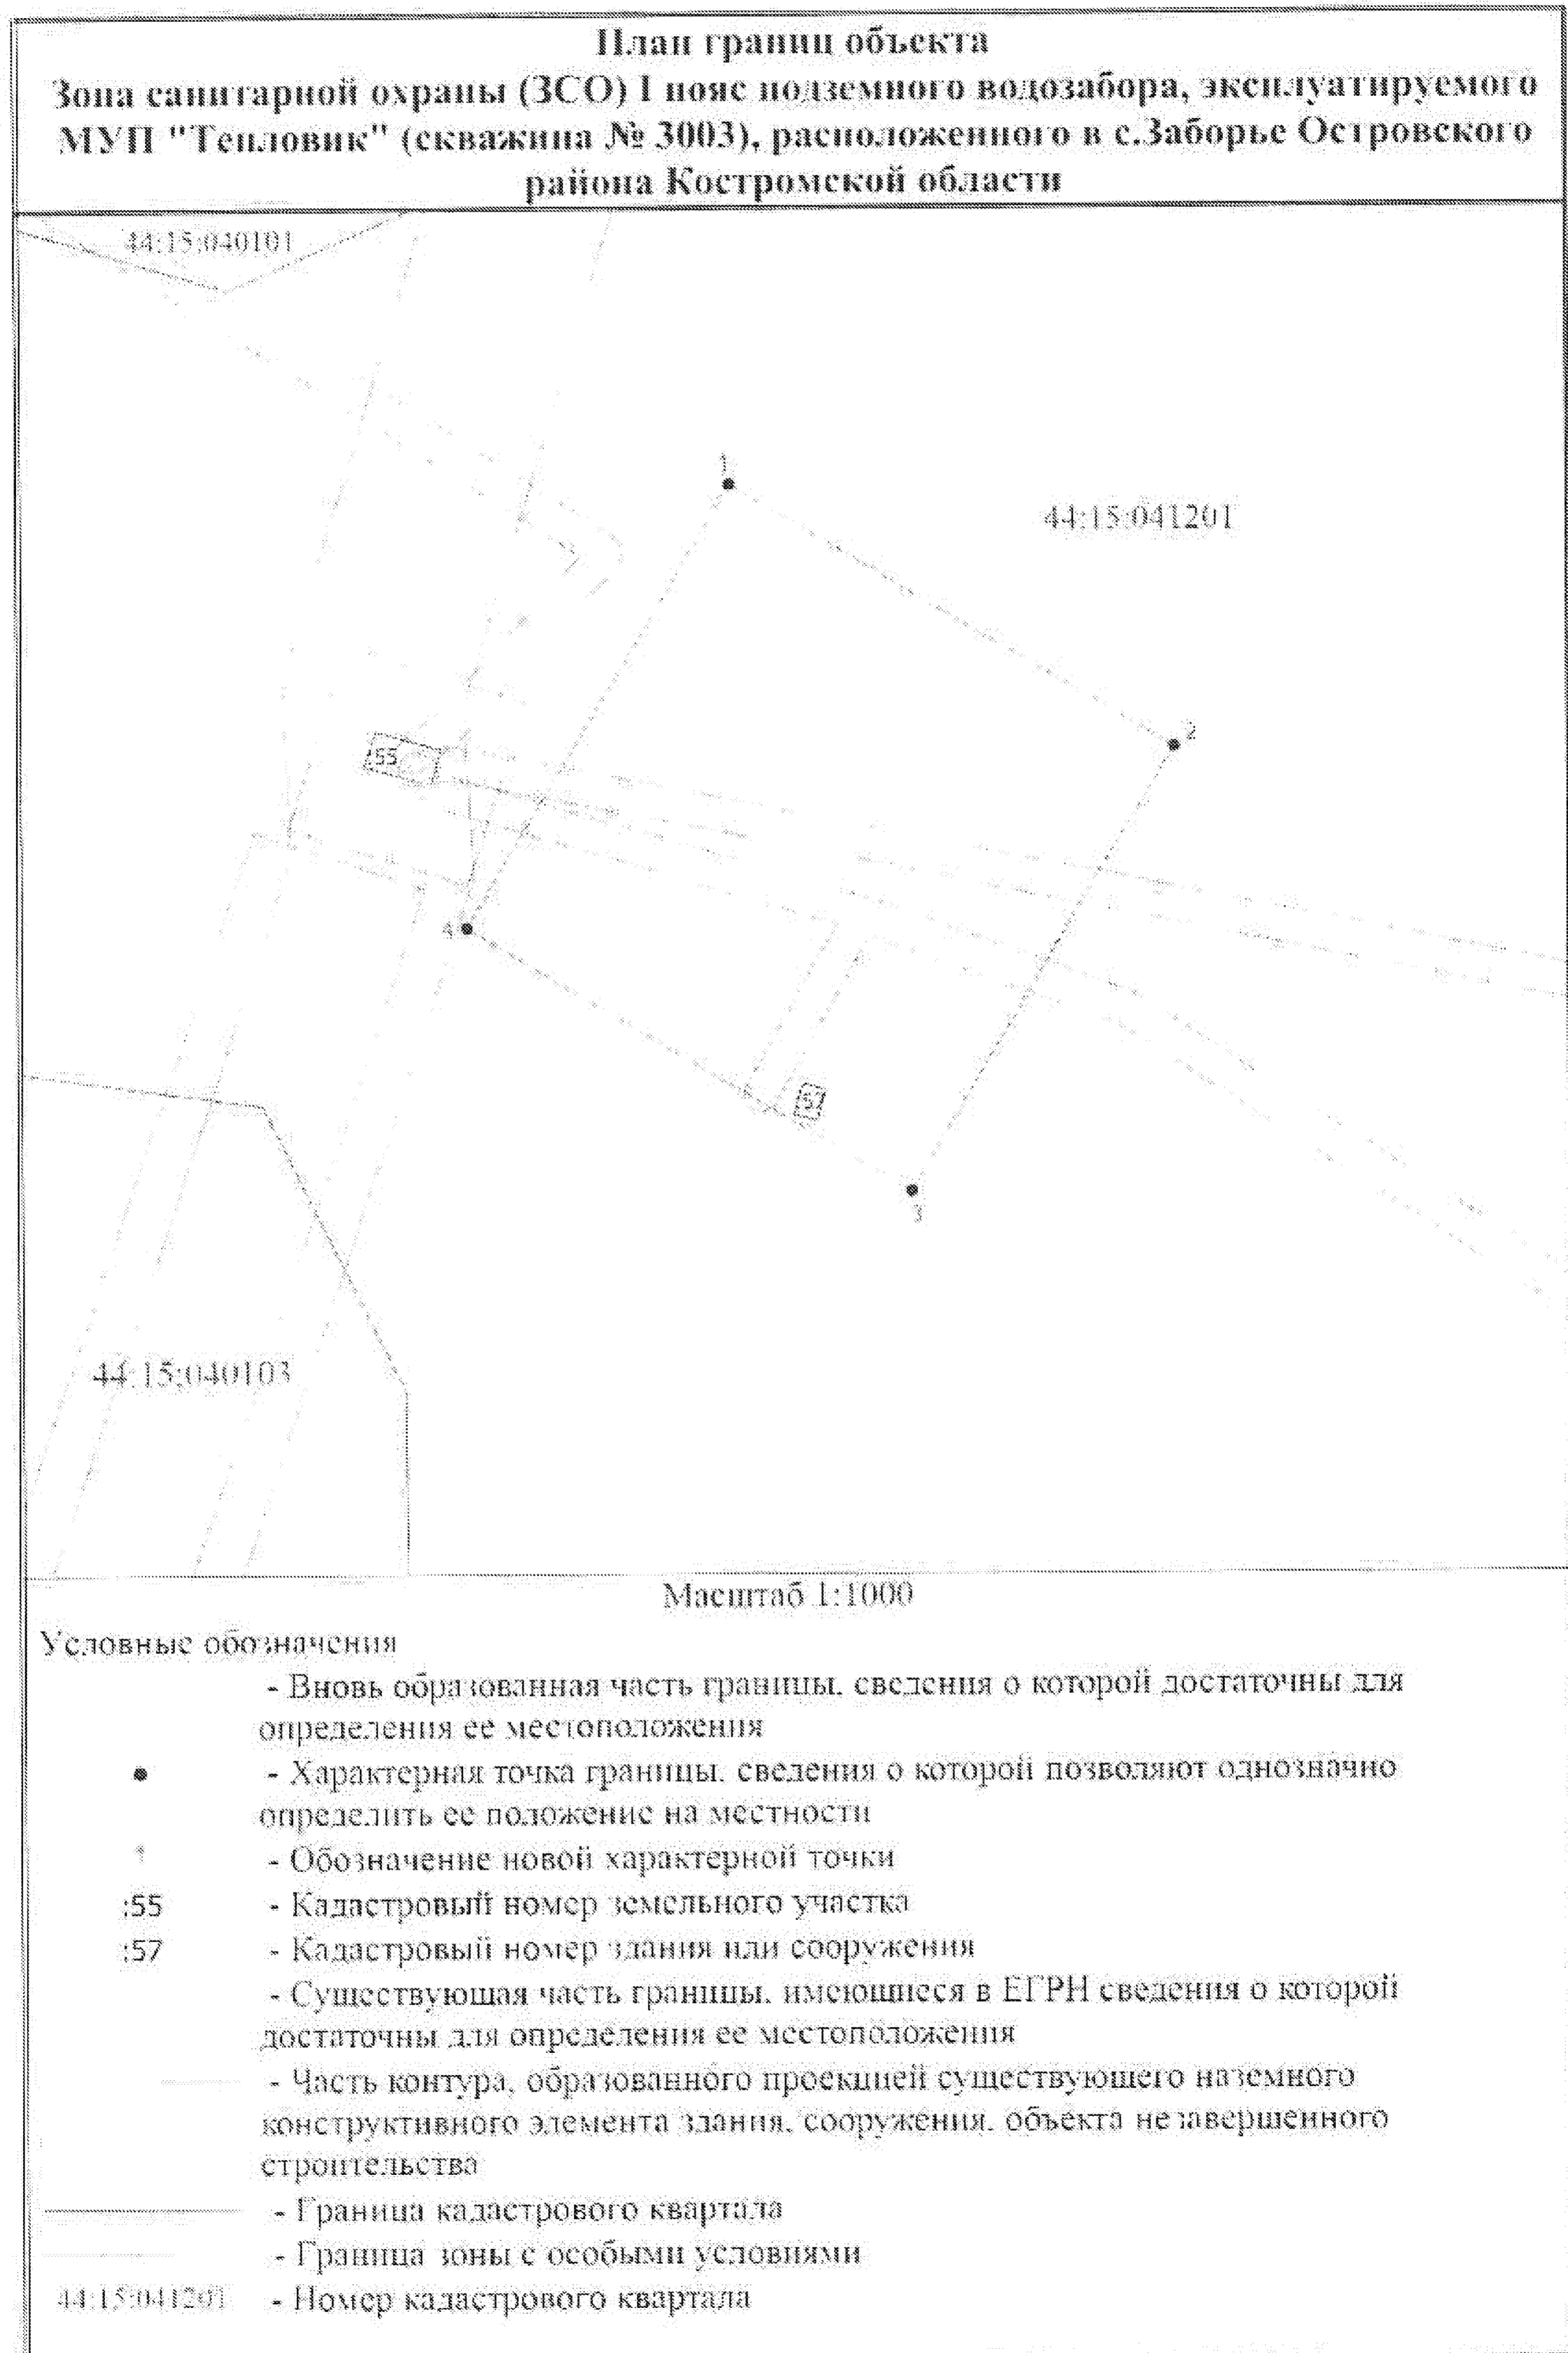 План границ объекта
Зона санитарной охраны (ЗСО) I пояс подземного водозабора, эксплуатируемого
МУП "Тепловик" (скважина № 3003), расположенного в с.Заборье Островского
района Костромской области
44:15:040101
1
44:15:041201
2
:55
4
:57
3
44:15:040103
Масштаб 1:1000
Условные обозначения
- Вновь образованная часть границы, сведения о которой достаточны для
определения ее местоположения
- Характерная точка границы, сведения о которой позволяют однозначно
определить ее положение на местности
1 - Обозначение новой характерной точки
:55 - Кадастровый номер земельного участка
:57 - Кадастровый номер здания или сооружения
- Существующая часть границы, имеющиеся в ЕГРН сведения о которой
достаточны для определения ее местоположения
- Часть контура, образованного проекцией существующего наземного
конструктивного элемента здания, сооружения, объекта незавершенного
строительства
- Граница кадастрового квартала
- Граница зоны с особыми условиями
44:15:041201 - Номер кадастрового квартала